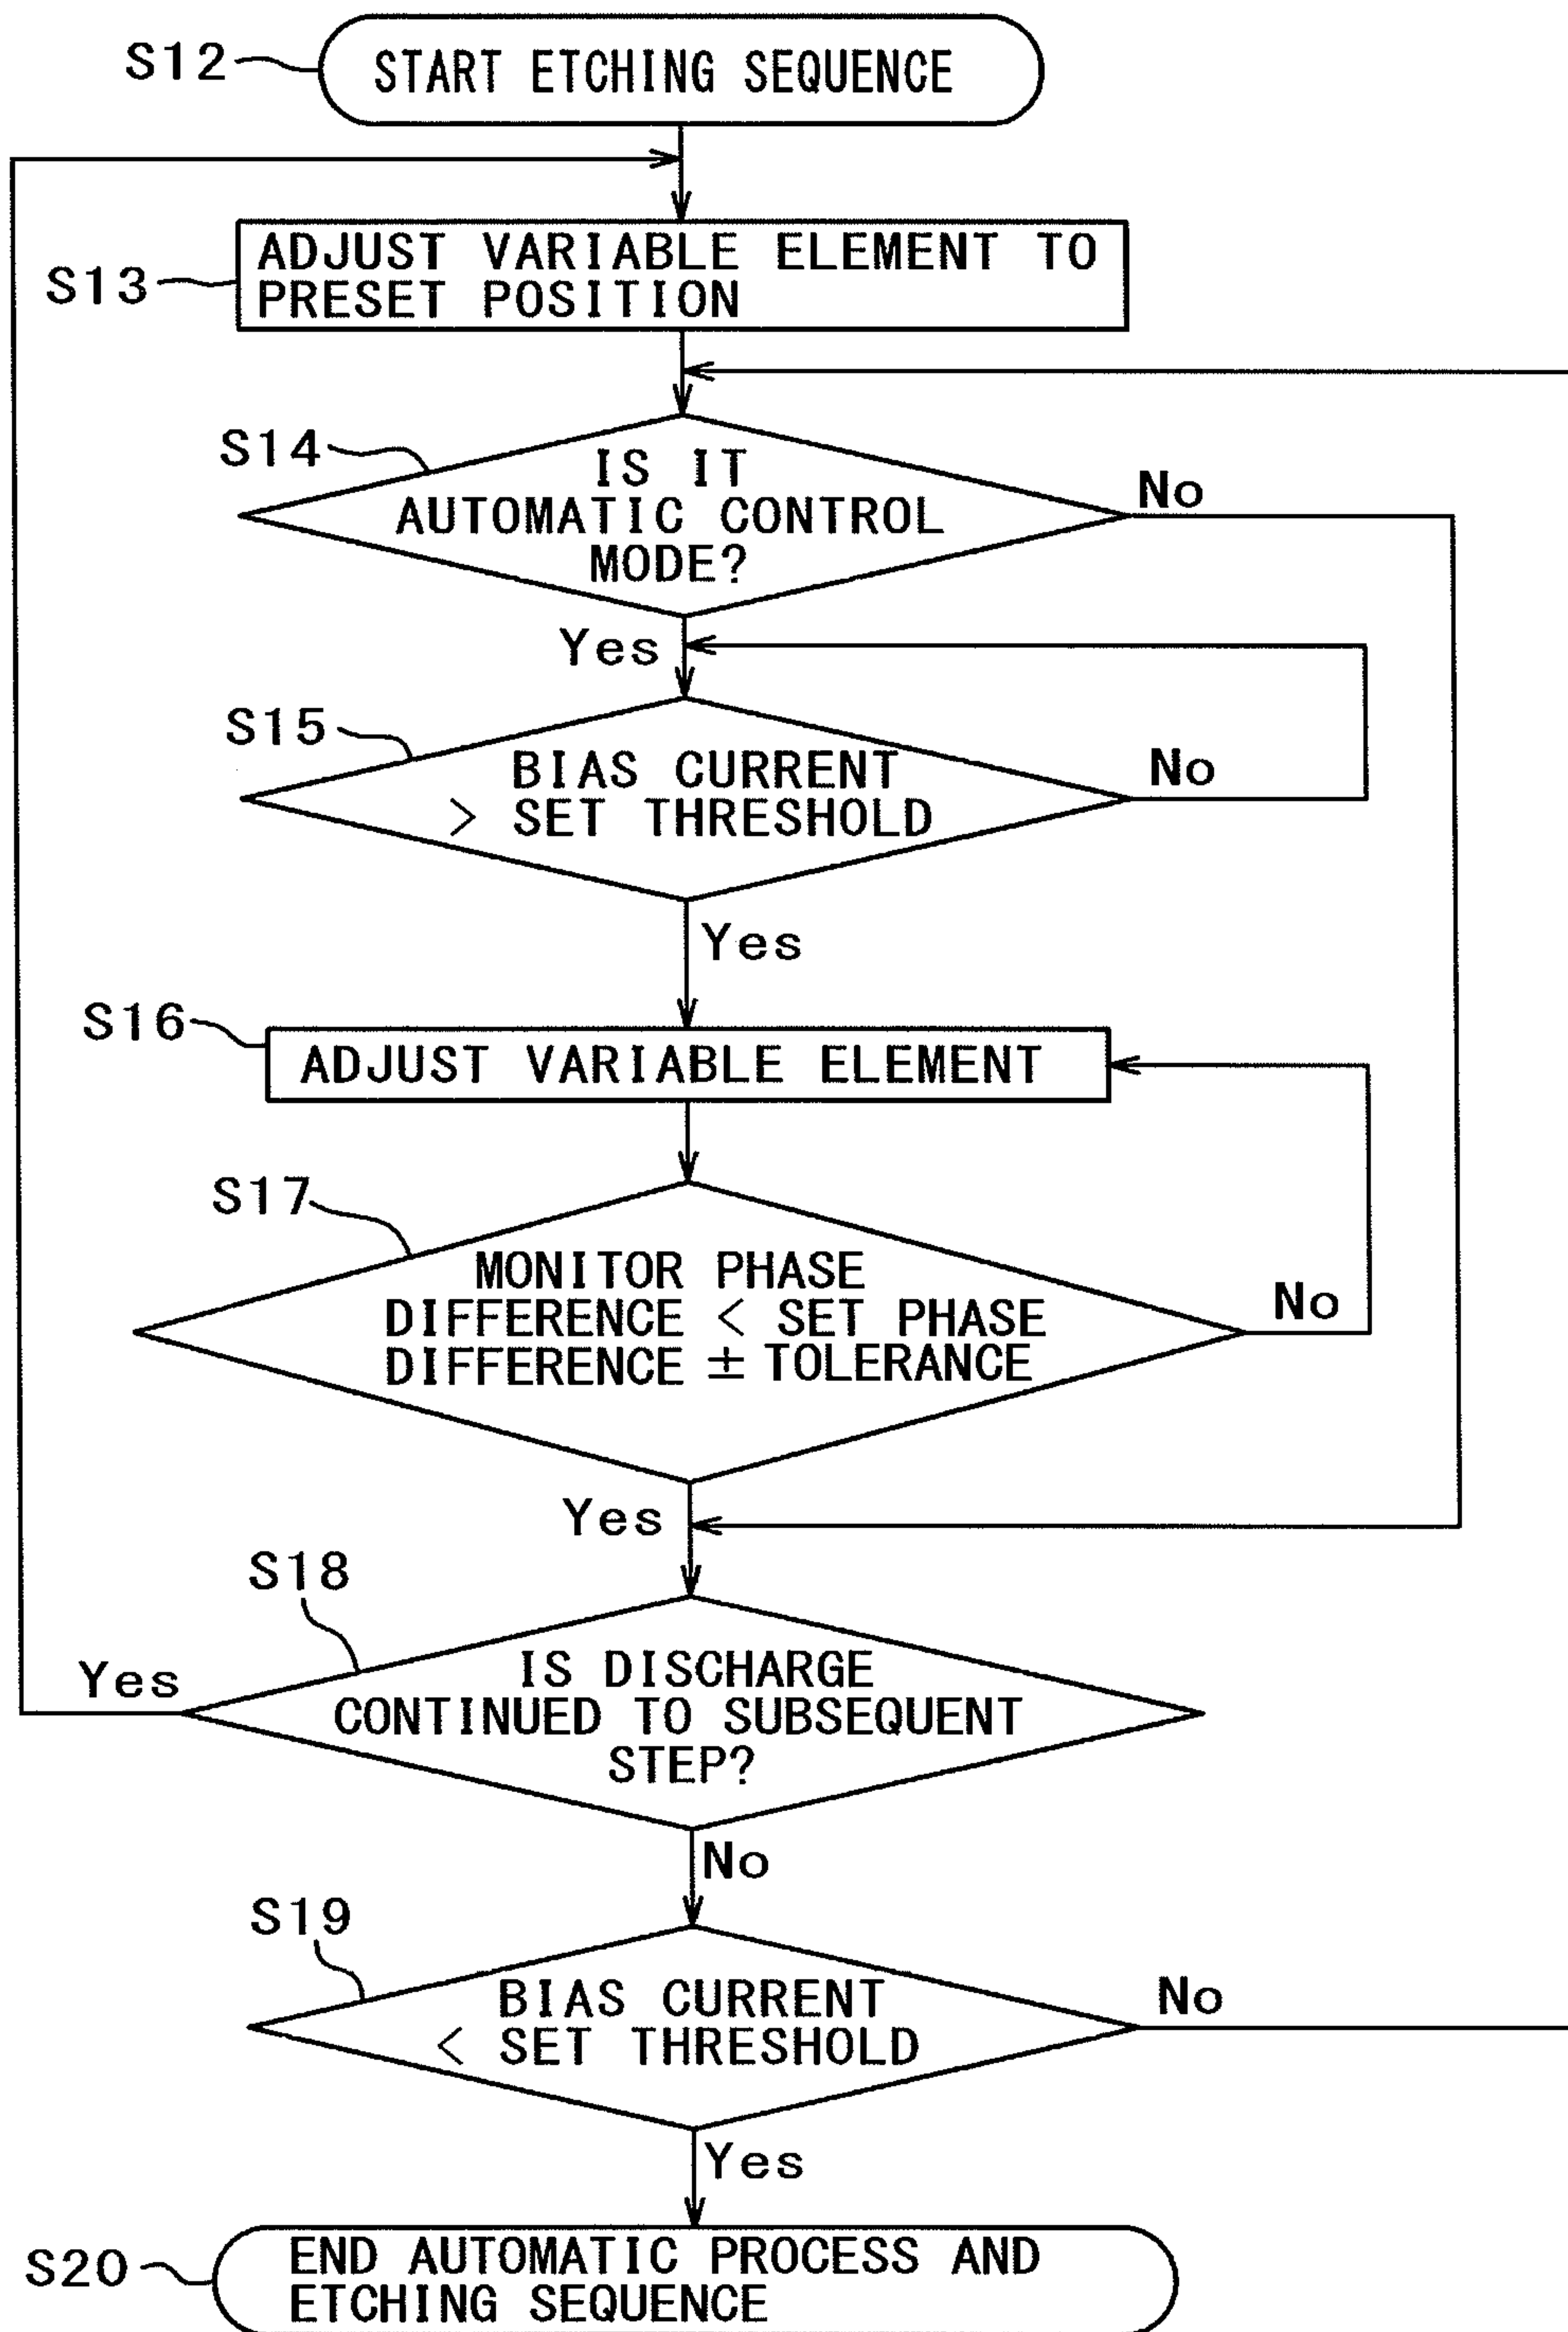 S12
START ETCHING SEQUENCE
S13
ADJUST VARIABLE ELEMENT TO
PRESET POSITION
S14
IS IT
AUTOMATIC CONTROL
MODE?
No
Yes
S15
BIAS CURRENT
> SET THRESHOLD
No
Yes
S16
ADJUST VARIABLE ELEMENT
S17
MONITOR PHASE
DIFFERENCE < SET PHASE
DIFFERENCE ± TOLERANCE
No
Yes
S18
IS DISCHARGE
CONTINUED TO SUBSEQUENT
STEP?
Yes
No
S19
BIAS CURRENT
< SET THRESHOLD
No
Yes
S20
END AUTOMATIC PROCESS AND
ETCHING SEQUENCE